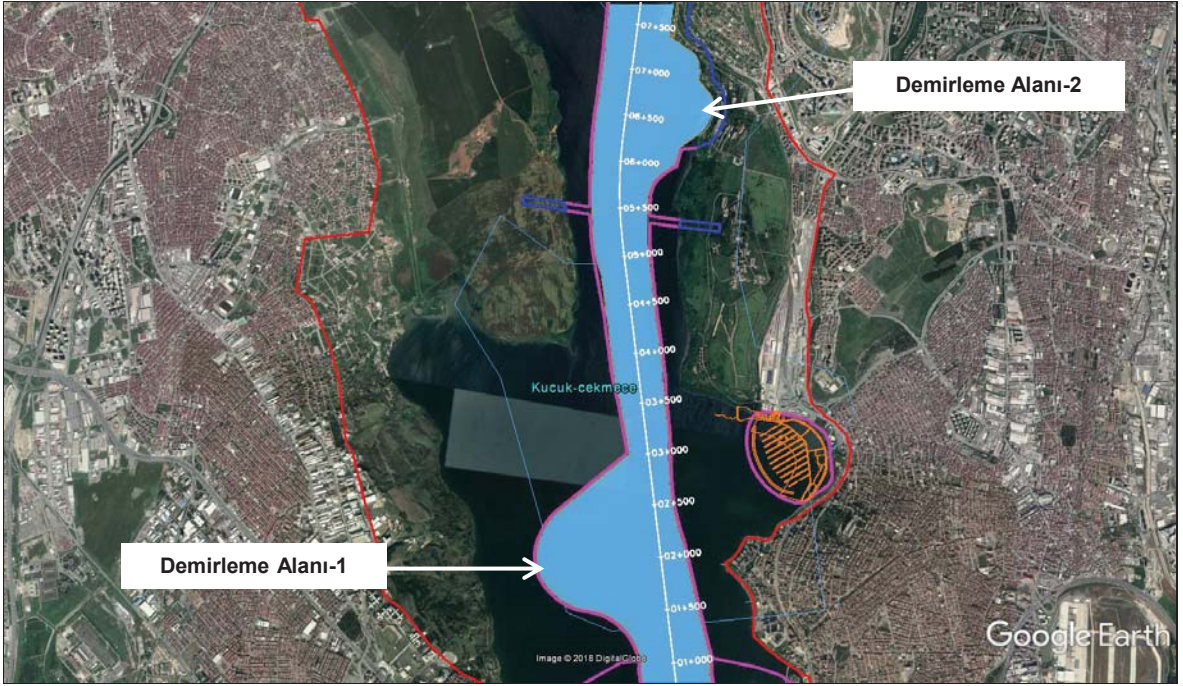 07+500
07+000
Demirleme Alanı-2
06+500
06+000
05+500
05+000
04+500
04+000
Kucuk-cekmece
03+500
03+000
02+500
02+000
Demirleme Alanı-1
01+500
Google Earth
Image © 2018 DigitalGlobe
01+000